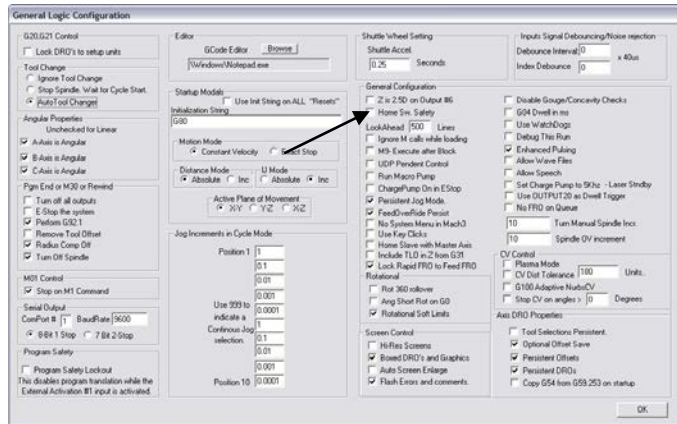 General Logic Configuration
G20,G21 Control
Lock DRO's to setup units
Tool Change
Ignore Tool Change
Stop Spindle. Wait for Cycle Start.
Auto Tool Changer
Angular Properties
Unchecked for Linear
A-Axis is Angular
B-Axis is Angular
C-Axis is Angular
Pgm End or M30 or Rewind
Turn off all outputs
E-Stop the system
Perform G92.1
Remove Tool Offset
Radius Comp Off
Turn Off Spindle
M01 Control
Stop on M1 Command
Serial Output
ComPort # 1 BaudRate 9600
8-Bit 1 Stop 7 Bit 2-Stop
Program Safety
Program Safety Lockout
This disables program translation while the
External Activation #1 input is activated.
Editor
GCode Editor Browse
\Windows\Notepad.exe
Startup Modals
Use Init String on ALL "Resets"
Initialization String
G80
Motion Mode
Constant Velocity Exact Stop
Distance Mode
Absolute Inc
IJ Mode
Absolute Inc
Active Plane of Movement
X-Y Y-Z X-Z
Jog Increments in Cycle Mode
Position 1 1
0.1
0.01
0.001
Use 999 to
indicate a
Continous Jog
selection.
0.0001
1
0.1
0.01
0.001
Position 10 0.0001
Shuttle Wheel Setting
Shuttle Accel.
0.25 Seconds
General Configuration
Z is 2.5D on Output #6
Home Sw. Safety
LookAhead 500 Lines
Ignore M calls while loading
M9- Execute after Block
UDP Pendent Control
Run Macro Pump
ChargePump On in EStop
Persistent Jog Mode.
FeedOveRide Persist
No System Menu in Mach3
Use Key Clicks
Home Slave with Master Axis
Include TLO in Z from G31
Lock Rapid FRO to Feed FRO
Rotational
Rot 360 rollover
Ang Short Rot on G0
Rotational Soft Limits
Screen Control
Hi-Res Screens
Boxed DRO's and Graphics
Auto Screen Enlarge
Flash Errors and comments.
Inputs Signal Debouncing/Noise rejection
Debounce Interval: 0
x 40us
Index Debounce 0
Disable Gouge/Concavity Checks
G04 Dwell in ms
Use WatchDogs
Debug This Run
Enhanced Pulsing
Allow Wave Files
Allow Speech
Set Charge Pump to 5Khz - Laser Stndby
Use OUTPUT20 as Dwell Trigger
No FRO on Queue
10 Turn Manual Spindle Incr.
10 Spindle OV increment
CV Control
Plasma Mode
CV Dist Tolerance 180 Units..
G100 Adaptive NurbsCV
Stop CV on angles > 0 Degrees
Axis DRO Properties
Tool Selections Persistent.
Optional Offset Save
Persistent Offsets
Persistent DROs
Copy G54 from G59.253 on startup
OK